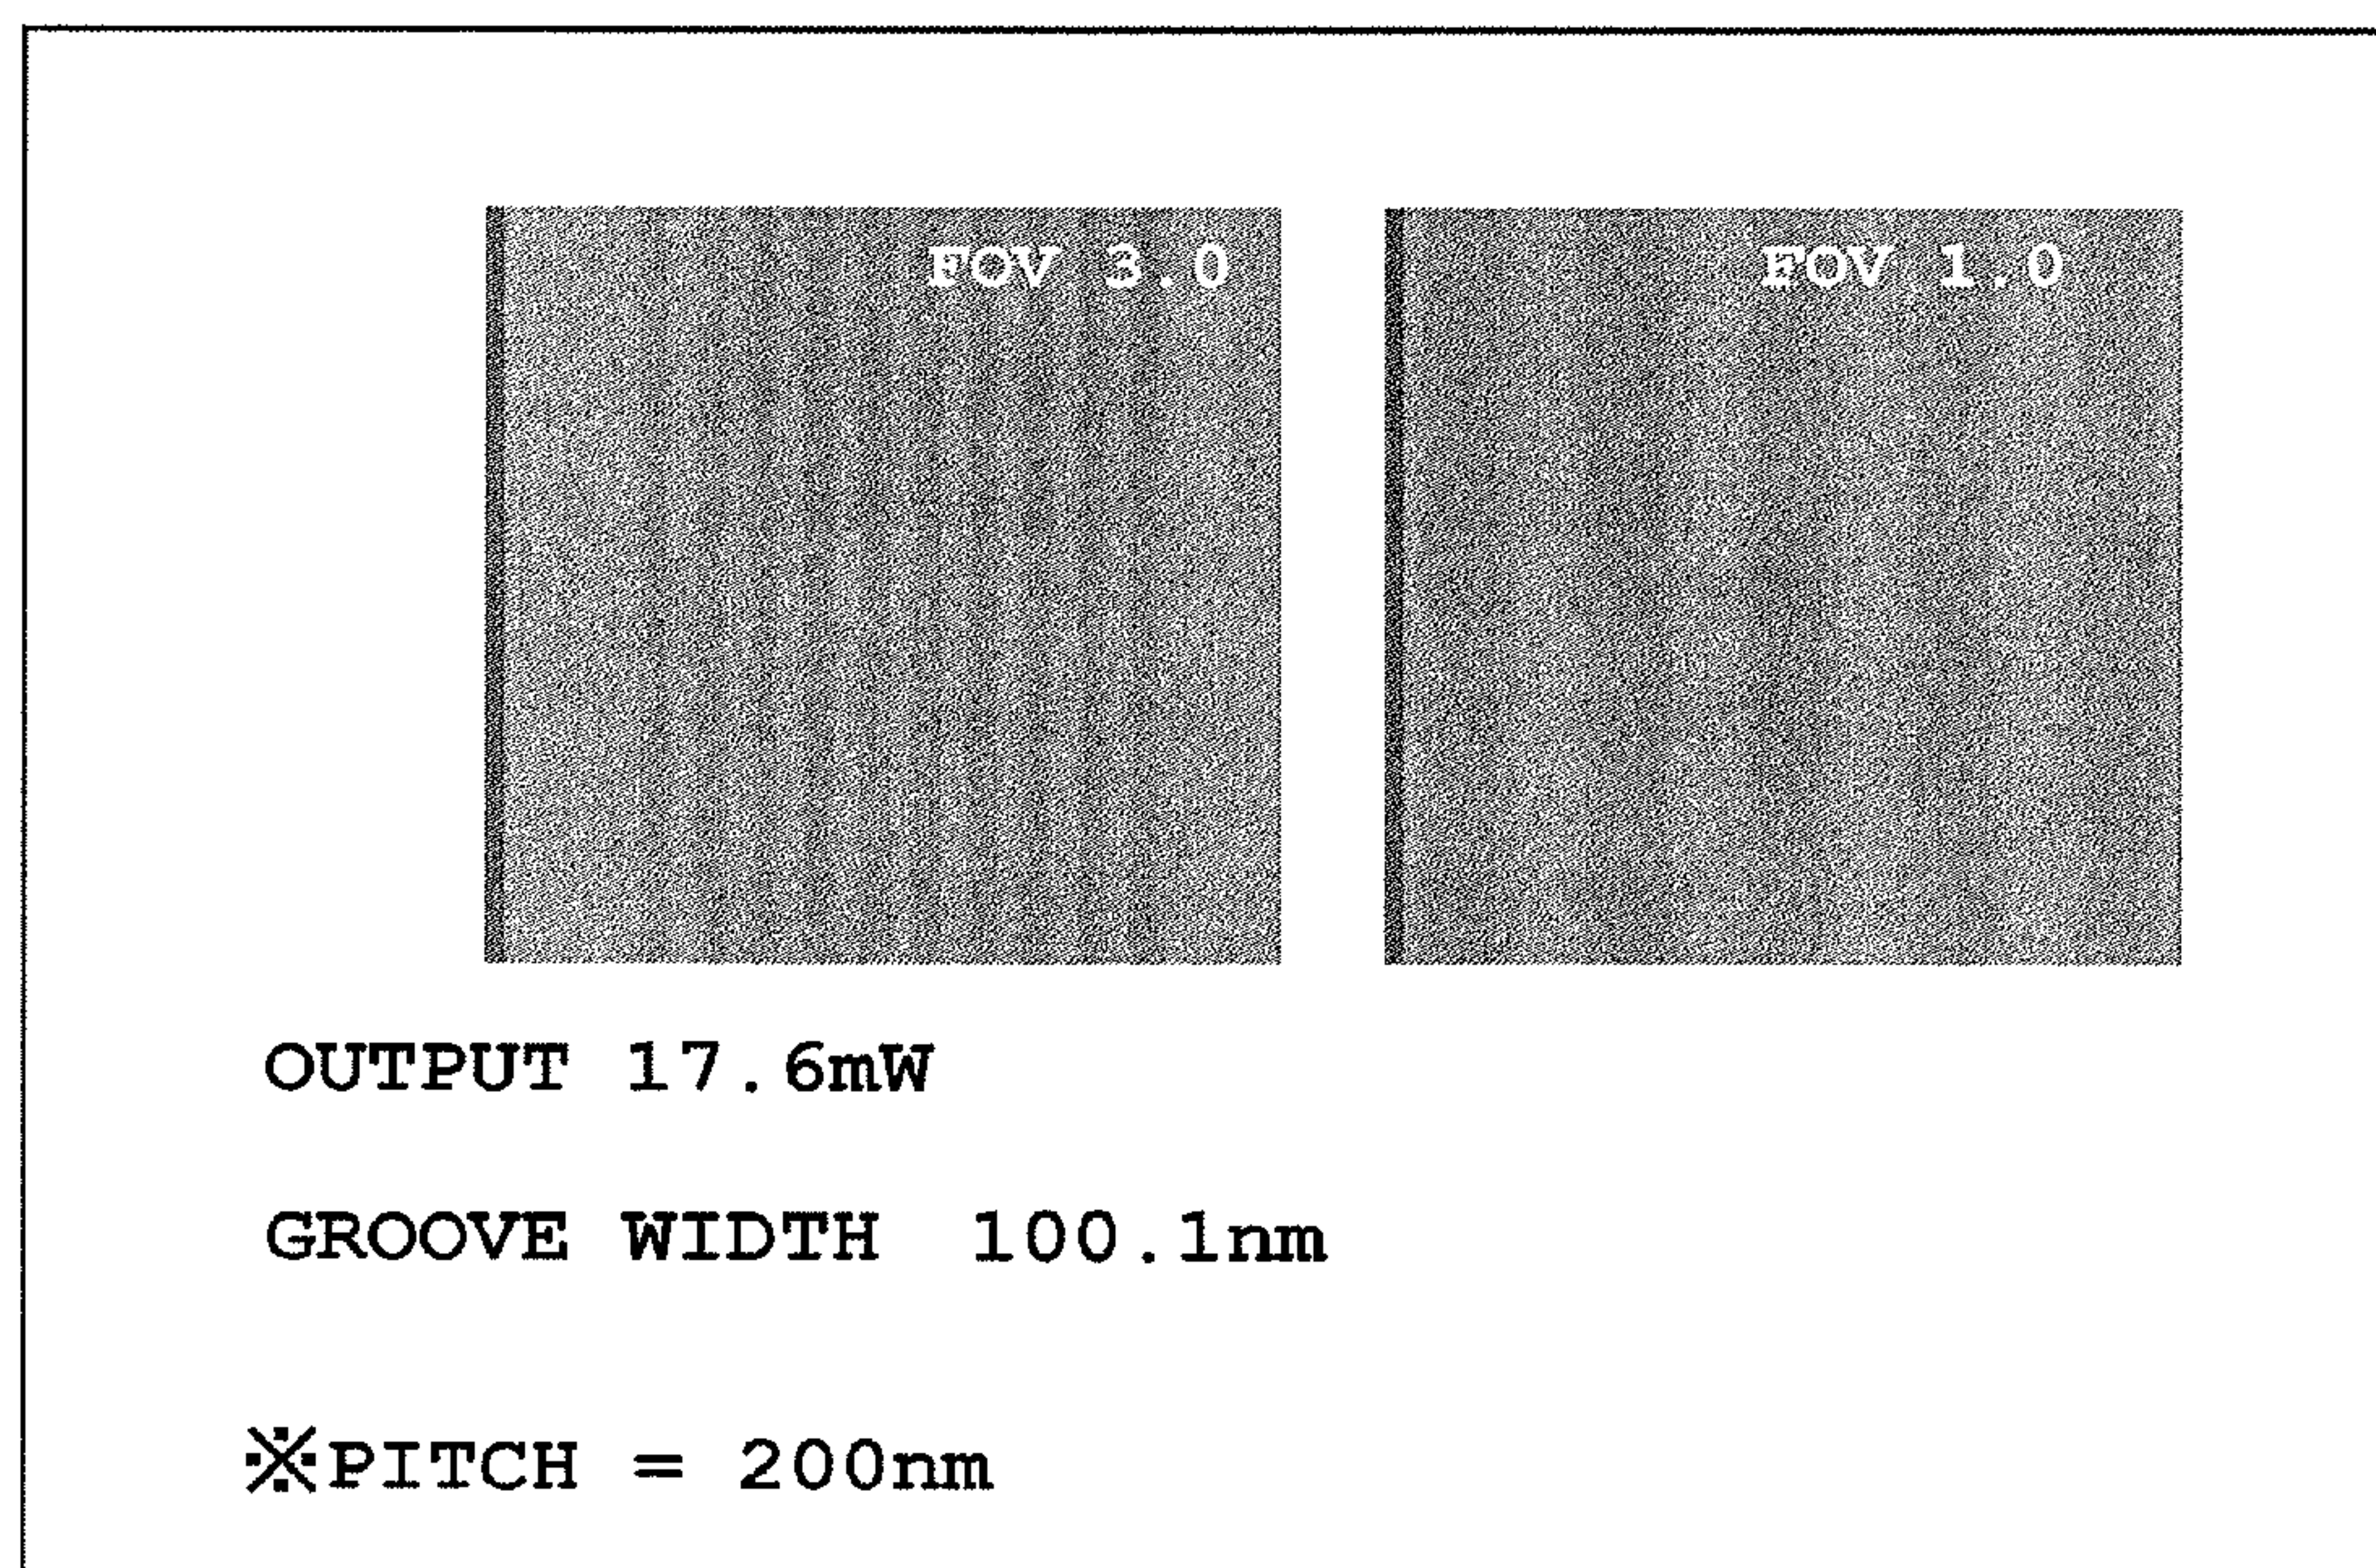 FOV 3.0
FOV 1.0
OUTPUT 17.6mW
GROOVE WIDTH 100.1nm
※PITCH = 200nm